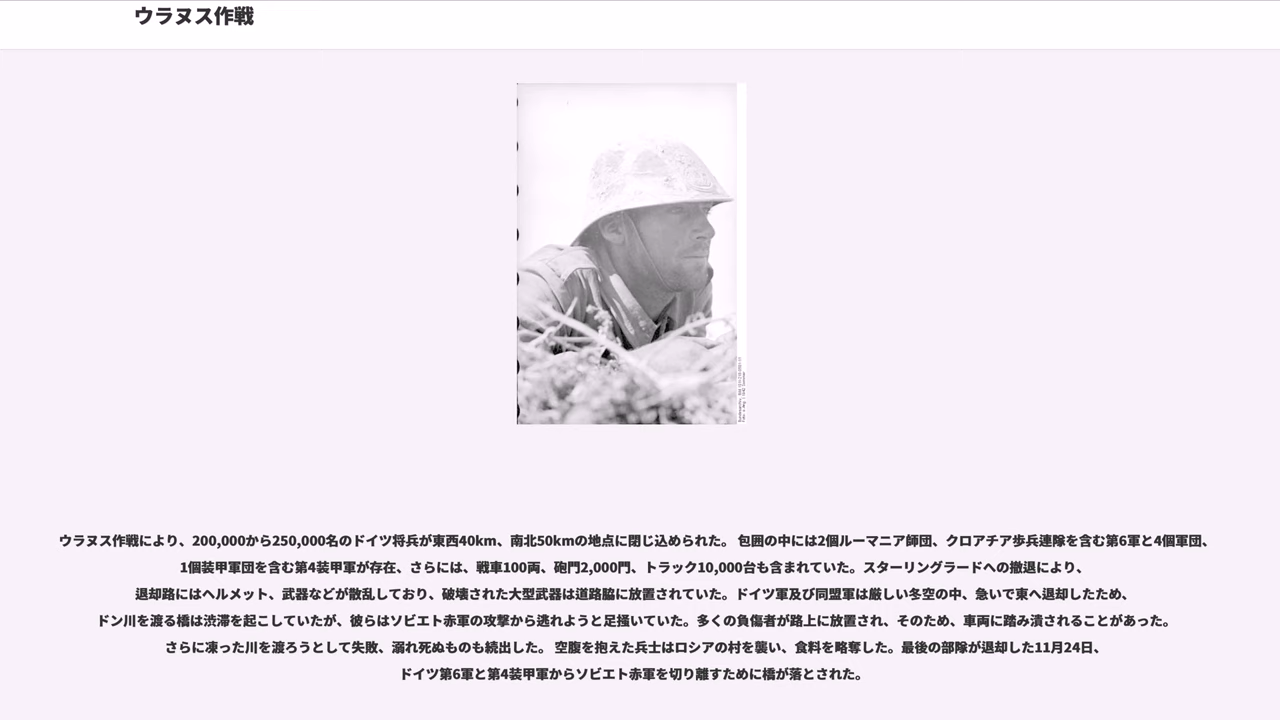 ウラヌス作戦
ウラヌス作戦により、200,000から250,000名のドイツ将兵が東西40km、南北50kmの地点に閉じ込められた。 包囲の中には2個ルーマニア師団、クロアチア歩兵連隊を含む第6軍と4個軍団、
1個装甲軍団を含む第4装甲軍が存在、さらには、戦車100両、砲門2,000門、トラック10,000台も含まれていた。スターリングラードへの撤退により、
退却路にはヘルメット、武器などが散乱しており、破壊された大型武器は道路脇に放置されていた。ドイツ軍及び同盟軍は厳しい冬空の中、急いで東へ退却したため、
ドン川を渡る橋は渋滞を起こしていたが、彼らはソビエト赤軍の攻撃から逃れようと足掻いていた。多くの負傷者が路上に放置され、そのため、車両に踏み潰されることがあった。
さらに凍った川を渡ろうとして失敗、溺れ死ぬものも続出した。 空腹を抱えた兵士はロシアの村を襲い、食料を略奪した。最後の部隊が退却した11月24日、
ドイツ第6軍と第4装甲軍からソビエト赤軍を切り離すために橋が落とされた。